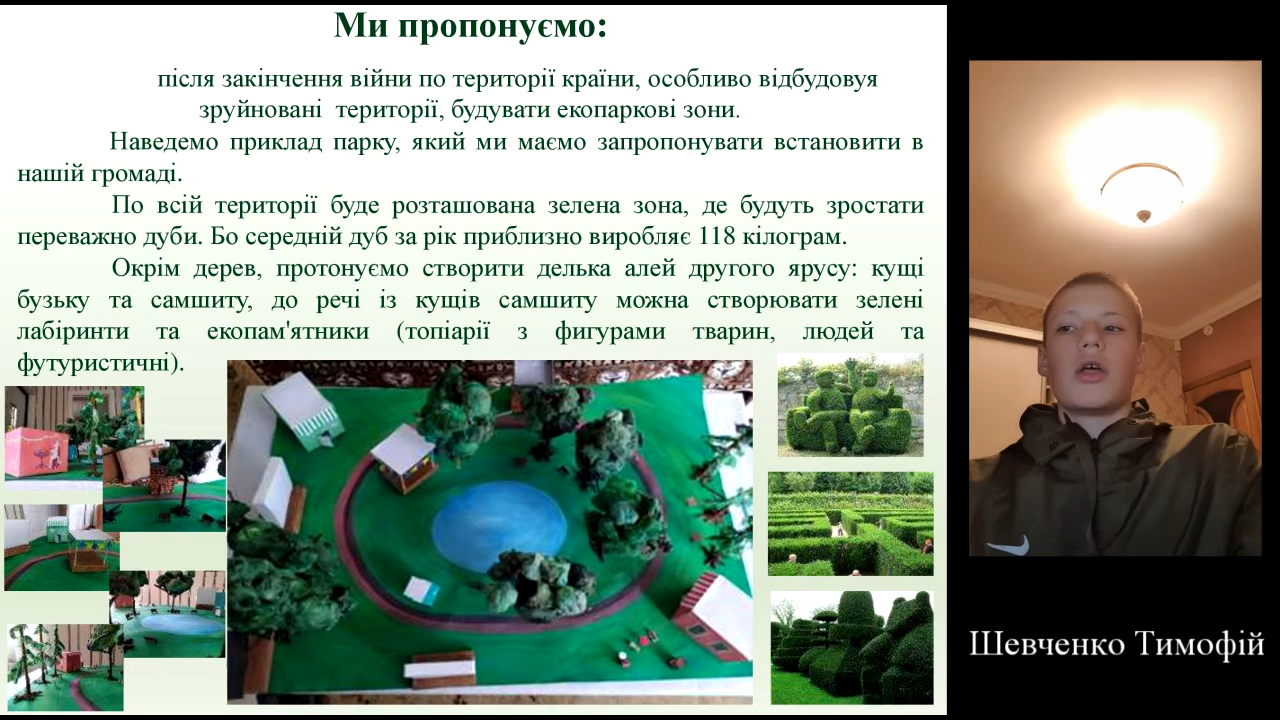 Ми пропонуємо:
після закінчення війни по території країни, особливо відбудовуя
зруйновані території, будувати екопаркові зони.
Наведемо приклад парку, який ми маємо запропонувати встановити в
нашій громаді.
По всій території буде розташована зелена зона, де будуть зростати
переважно дуби. Бо середній дуб за рік приблизно виробляє 118 кілограм.
Окрім дерев, протонуємо створити делька алей другого ярусу: кущі
бузьку та самшиту, до речі із кущів самшиту можна створювати зелені
лабіринти та екопам'ятники (топіарії з фигурами тварин, людей та
футуристичні).
Шевченко Тимофій